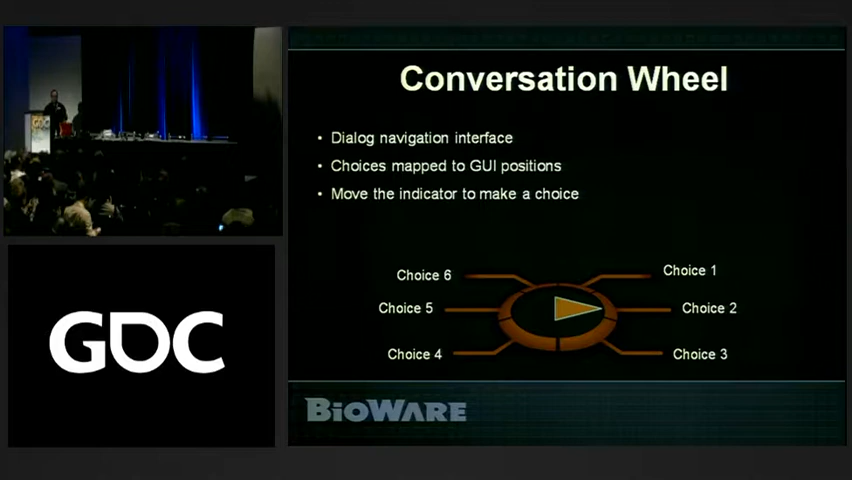 Conversation Wheel
• Dialog navigation interface
• Choices mapped to GUI positions
• Move the indicator to make a choice
Choice 6
Choice 1
Choice 5
Choice 2
Choice 4
Choice 3
BIOWARE
GDC
GDC